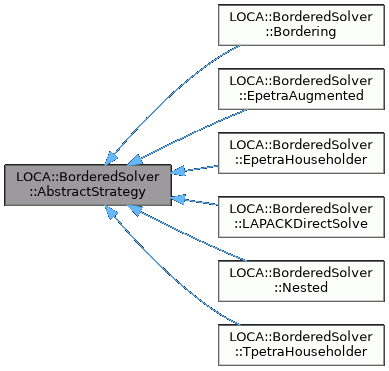 LOCA::BorderedSolver
::Bordering
LOCA::BorderedSolver
::EpetraAugmented
LOCA::BorderedSolver
::EpetraHouseholder
LOCA::BorderedSolver
::AbstractStrategy
LOCA::BorderedSolver
::LAPACKDirectSolve
LOCA::BorderedSolver
::Nested
LOCA::BorderedSolver
::TpetraHouseholder